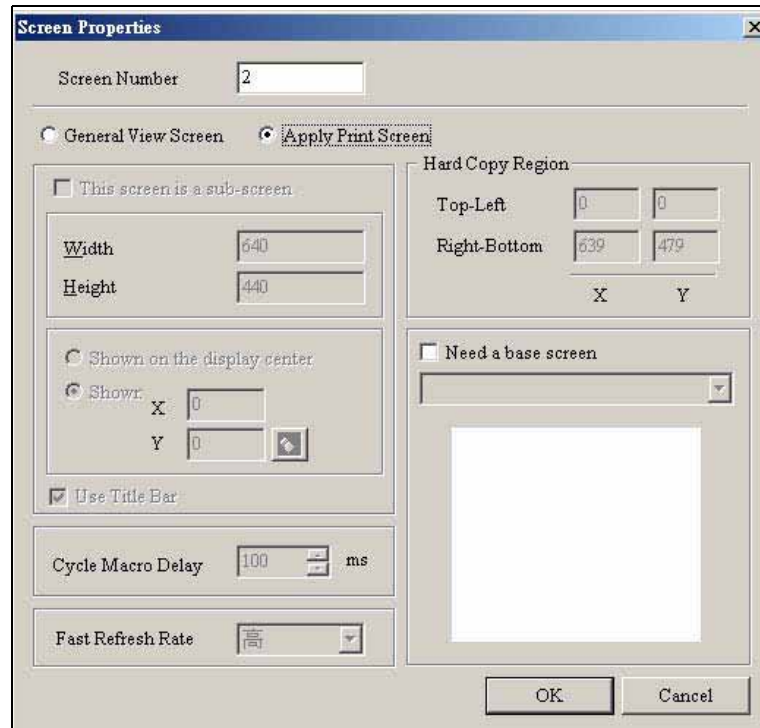 Screen Properties
Screen Number 2
General View Screen Apply Print Screen
This screen is a sub-screen
Width 640
Height 440
Shown on the display center
Shown
X 0
Y 0
Use Title Bar
Cycle Macro Delay 100 ms
Fast Refresh Rate 高
Hard Copy Region
Top-Left 0 0
Right-Bottom 639 479
X Y
Need a base screen
OK Cancel